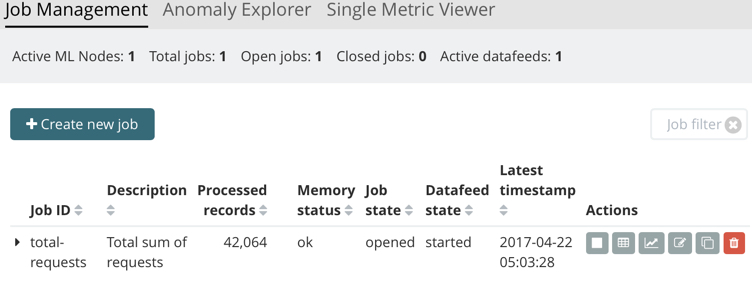 Job Management Anomaly Explorer Single Metric Viewer
Active ML Nodes: 1 Total jobs: 1 Open jobs: 1 Closed jobs: 0 Active datafeeds: 1
+ Create new job
Job filter
Job ID
Description
Processed
records
Memory
status
Job
state
Datafeed
state
Latest
timestamp
Actions
total-
requests
Total sum of
requests
42,064
ok
opened
started
2017-04-22
05:03:28